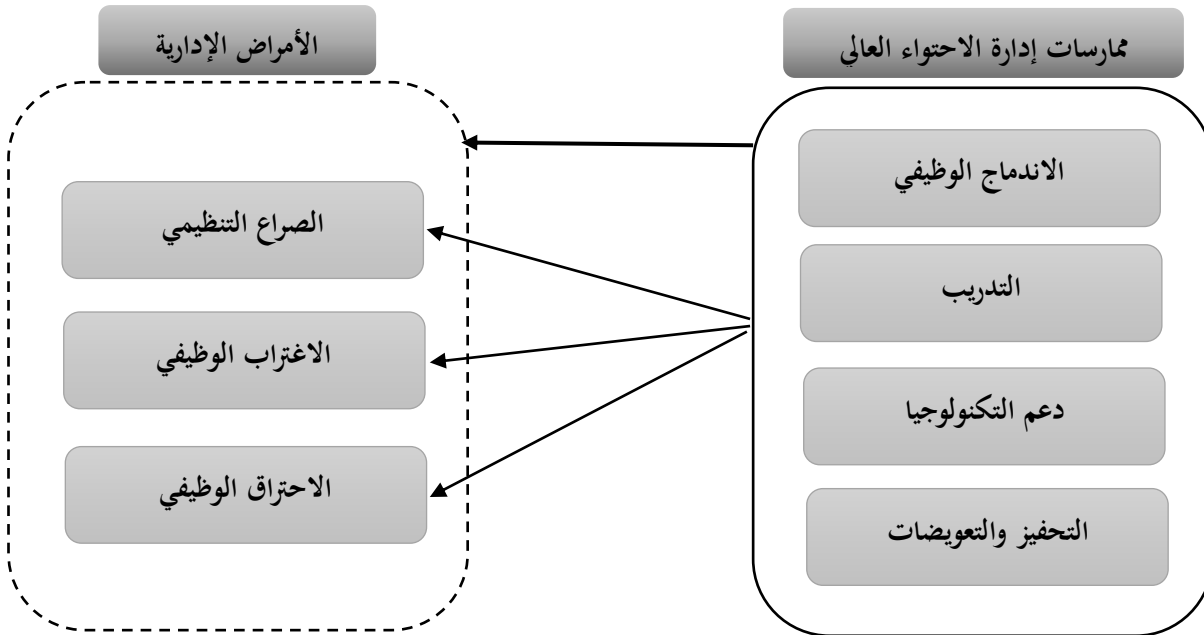 ممارسات إدارة الاحتواء العالي
الاندماج الوظيفي
التدريب
دعم التكنولوجيا
التحفيز والتعويضات
الأمراض الإدارية
الصراع التنظيمي
الاغتراب الوظيفي
الاحتراق الوظيفي